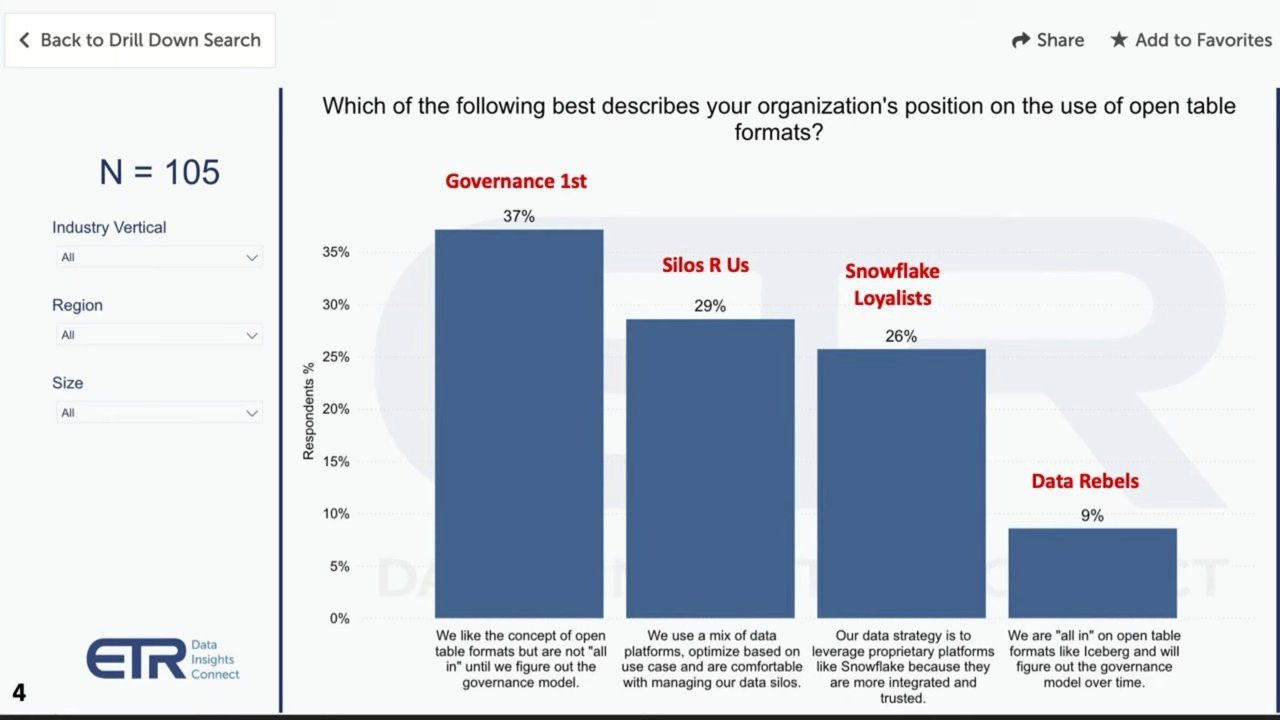 Back to Drill Down Search
Share
Add to Favorites
Which of the following best describes your organization's position on the use of open table
formats?
N = 105
Industry Vertical
All
Region
All
Size
All
Respondents %
35%
30%
25%
20%
15%
10%
5%
0%
Governance 1st
37%
Silos R Us
29%
Snowflake
Loyalists
26%
Data Rebels
9%
We like the concept of open
table formats but are not "all
in" until we figure out the
governance model.
We use a mix of data
platforms, optimize based on
use case and are comfortable
with managing our data silos.
Our data strategy is to
leverage proprietary platforms
like Snowflake because they
are more integrated and
trusted.
We are "all in" on open table
formats like Iceberg and will
figure out the governance
model over time.
ETR
Data
Insights
Connect
4